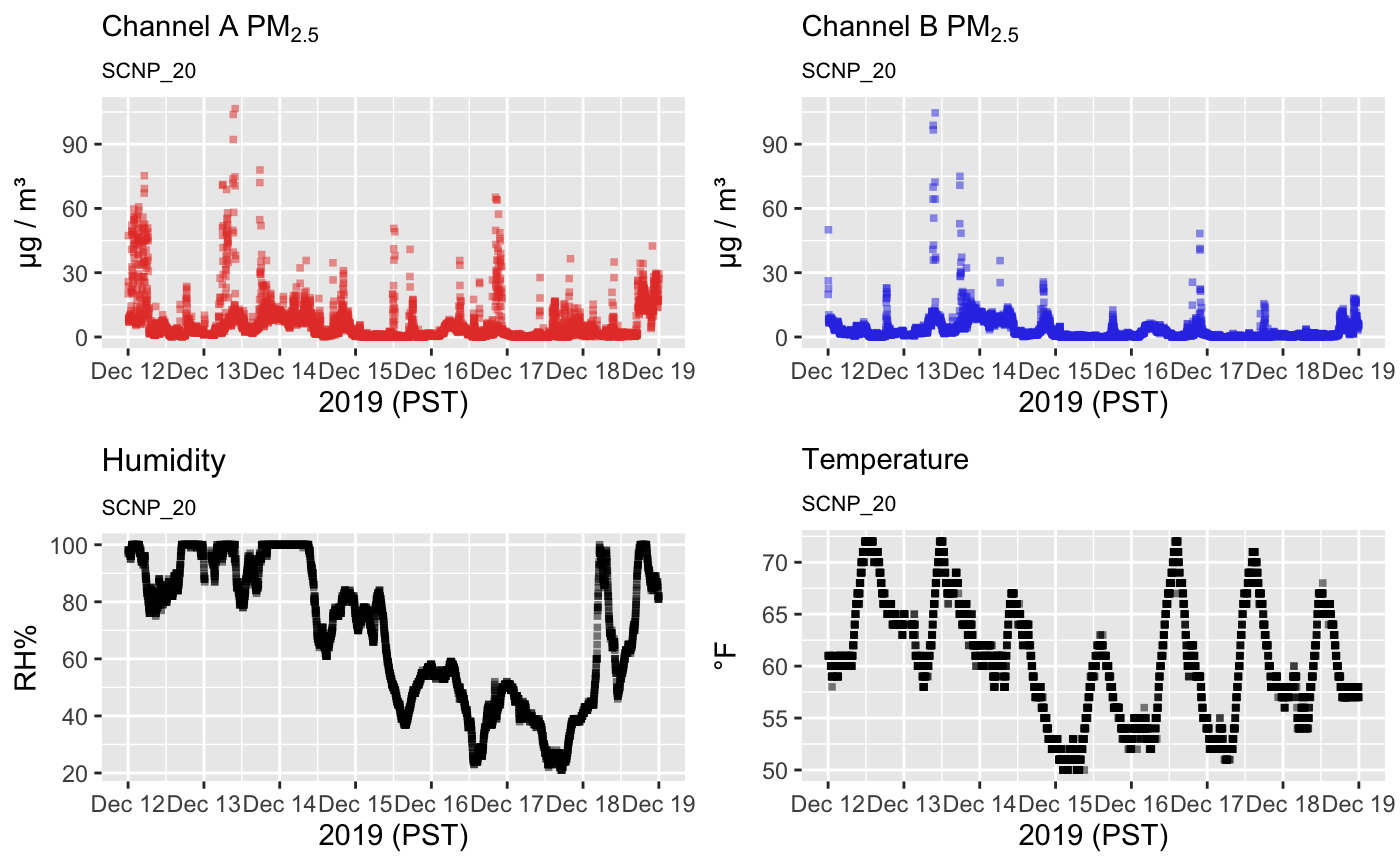 Channel A PM2.5
SCNP_20
µg / m³
90
60
30
0
Dec 12 Dec 13 Dec 14 Dec 15 Dec 16 Dec 17 Dec 18 Dec 19
2019 (PST)
Channel B PM2.5
SCNP_20
µg / m³
90
60
30
0
Dec 12 Dec 13 Dec 14 Dec 15 Dec 16 Dec 17 Dec 18 Dec 19
2019 (PST)
Humidity
SCNP_20
RH%
100
80
60
40
20
Dec 12 Dec 13 Dec 14 Dec 15 Dec 16 Dec 17 Dec 18 Dec 19
2019 (PST)
Temperature
SCNP_20
°F
70
65
60
55
50
Dec 12 Dec 13 Dec 14 Dec 15 Dec 16 Dec 17 Dec 18 Dec 19
2019 (PST)